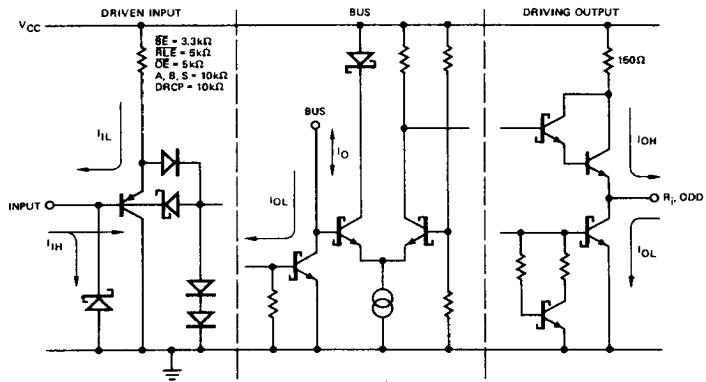 DRIVEN INPUT
BUS
DRIVING OUTPUT
VCC
SE = 3.3kΩ
RLE = 5kΩ
OE = 5kΩ
A, B, S = 10kΩ
DRCP = 10kΩ
150Ω
BUS
IIL
IO
IOH
INPUT
IOL
Ri, ODD
IIH
IOL